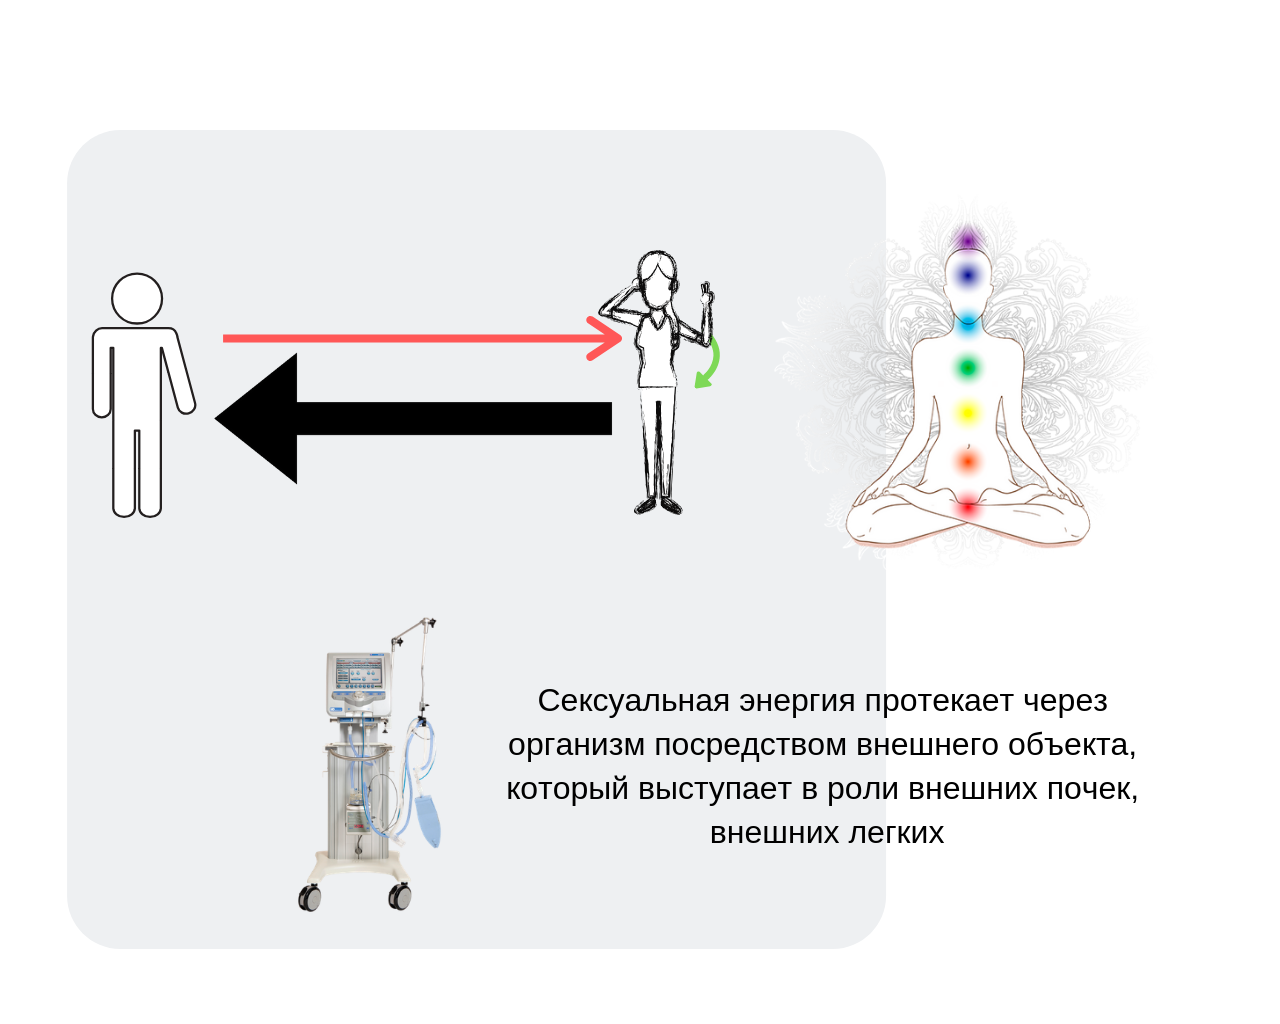 Сексуальная энергия протекает через
организм посредством внешнего объекта,
который выступает в роли внешних почек,
внешних легких